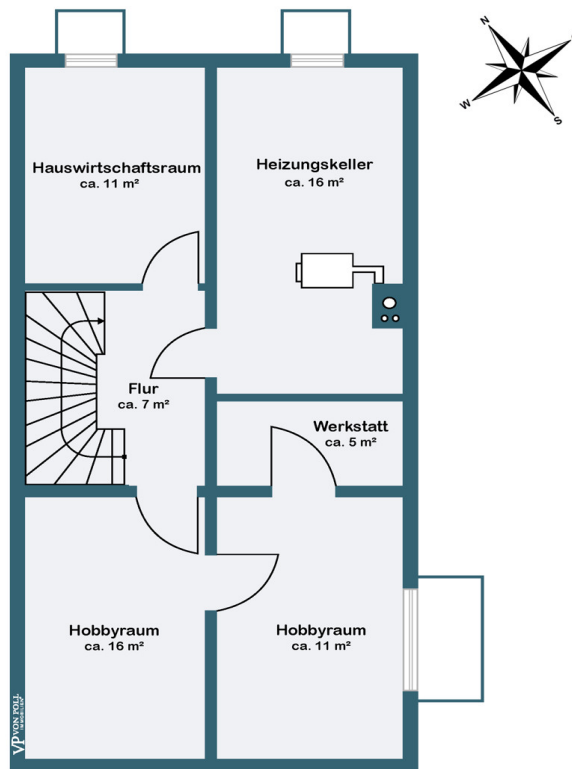 N
W
S
Hauswirtschaftsraum
ca. 11 m²
Heizungskeller
ca. 16 m²
Flur
ca. 7 m²
Werkstatt
ca. 5 m²
Hobbyraum
ca. 16 m²
Hobbyraum
ca. 11 m²
VP VON POLL
IMMOBILIEN